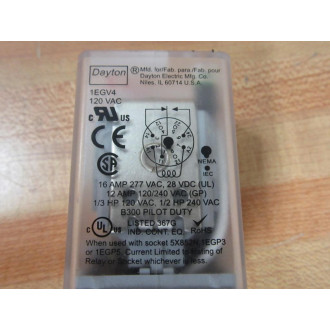 Dayton
® Mfd. for/Fab. para/Fab. pour
Dayton Electric Mfg. Co.
Niles, IL 60714 U.S.A.
1EGV4
120 VAC
NEMA
IEC
16 AMP 277 VAC, 28 VDC (UL)
12 AMP 120/240 VAC (GP)
1/3 HP 120 VAC, 1/2 HP 240 VAC
B300 PILOT DUTY
LISTED 367G
IND. CONT. EQ.
RoHS
When used with socket 1EGP3
or Current Limited to Rating of
Relay or Socket whichever is less.